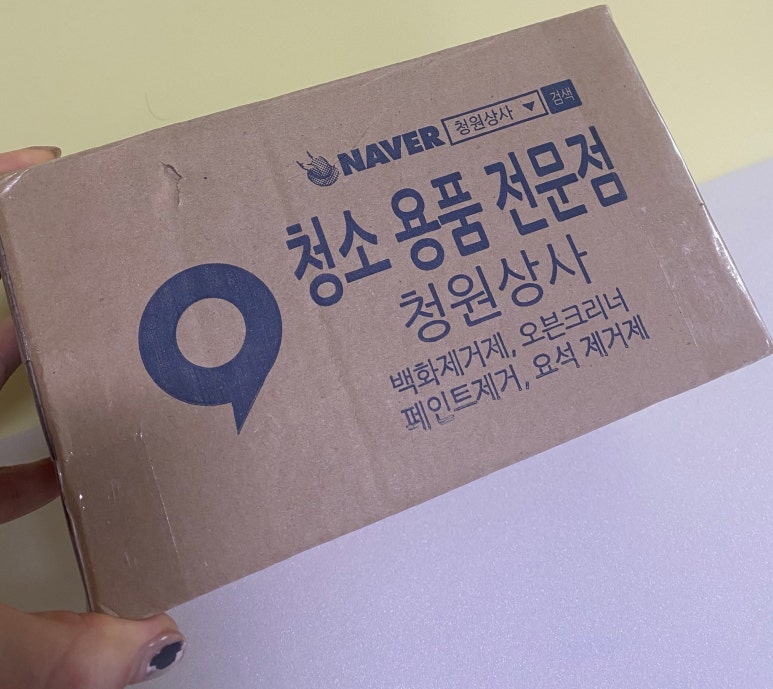 NAVER 청원상사 ▼ 검색
청소 용품 전문점
청원상사
백화제거제, 오븐크리너
페인트제거, 요석 제거제